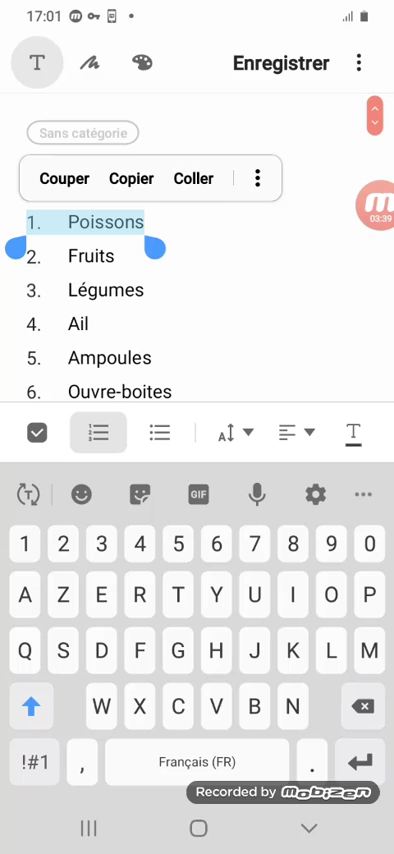 17:01
T
Enregistrer
Sans catégorie
Couper Copier Coller
03:39
1. Poissons
2. Fruits
3. Légumes
4. Ail
5. Ampoules
6. Ouvre-boites
T
GIF
1 2 3 4 5 6 7 8 9 0
A Z E R T Y U I O P
Q S D F G H J K L M
W X C V B N
!#1 , Français (FR) .
Recorded by mobizen